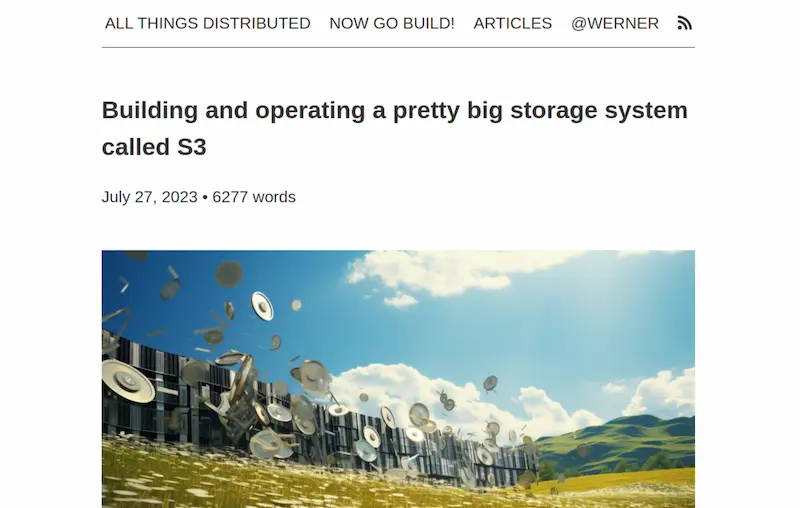 ALL THINGS DISTRIBUTED NOW GO BUILD! ARTICLES @WERNER
Building and operating a pretty big storage system
called S3
July 27, 2023 • 6277 words